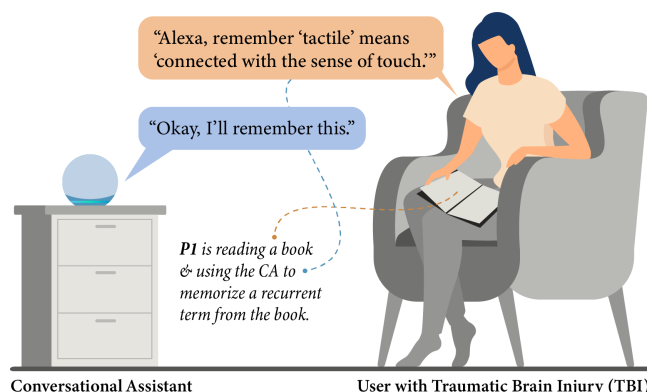 “Alexa, remember ‘tactile’ means
‘connected with the sense of touch.’”
“Okay, I’ll remember this.”
P1 is reading a book
& using the CA to
memorize a recurrent
term from the book.
Conversational Assistant
User with Traumatic Brain Injury (TBI)